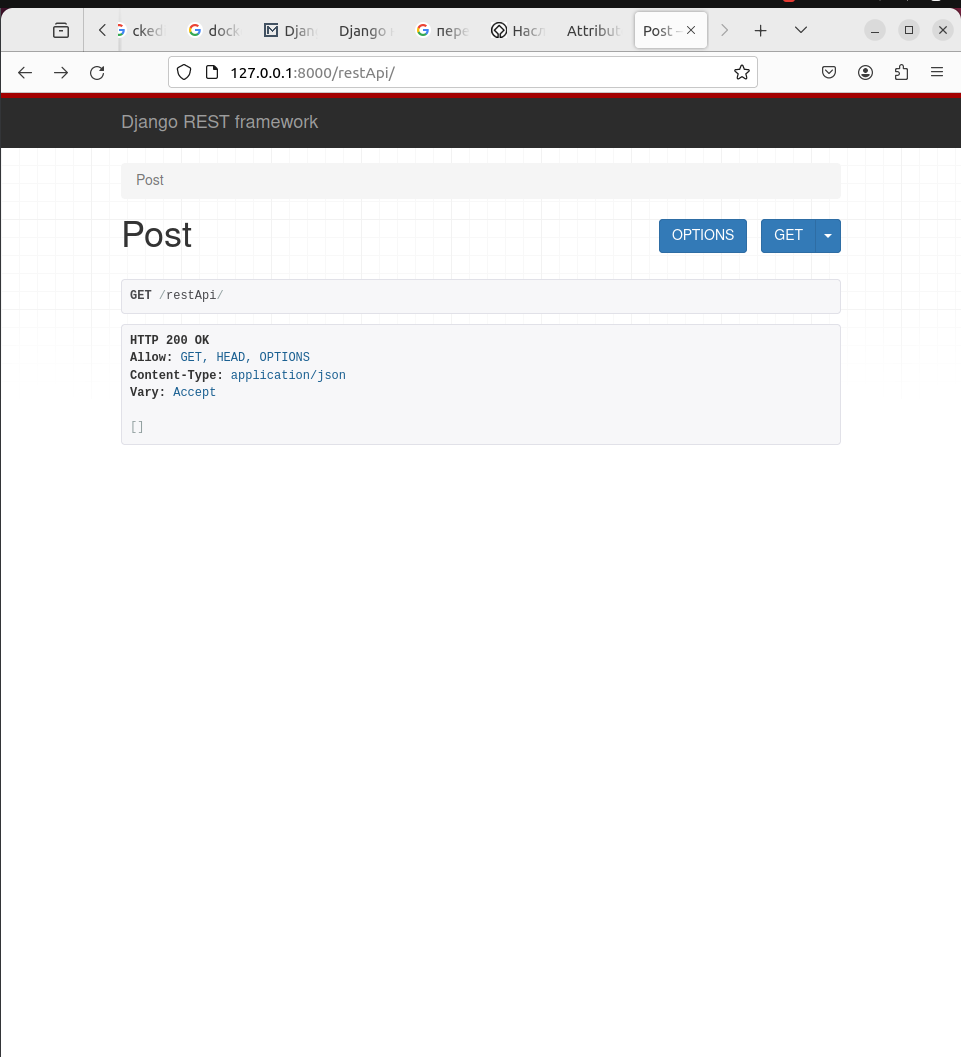 cked
dock
Djan
Django
пере
Насл
Attribut
Post -
127.0.0.1:8000/restApi/
Django REST framework
Post
Post
OPTIONS
GET
GET /restApi/
HTTP 200 OK
Allow: GET, HEAD, OPTIONS
Content-Type: application/json
Vary: Accept
[]